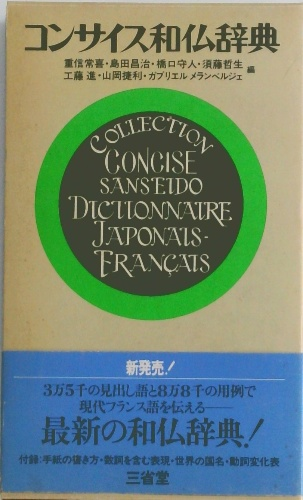 コンサイス和仏辞典
重信常喜・島田昌治・橋口守人・須藤哲生
工藤進・山岡捷利・ガブリエル メランベルジェ 編
COLLECTION
CONCISE
SANSEIDO
DICTIONNAIRE
JAPONAIS-
FRANÇAIS
新発売!
3万5千の見出し語と8万8千の用例で
現代フランス語を伝える——
最新の和仏辞典!
付録:手紙の書き方・数詞を含む表現・世界の国名・動詞変化表
三省堂